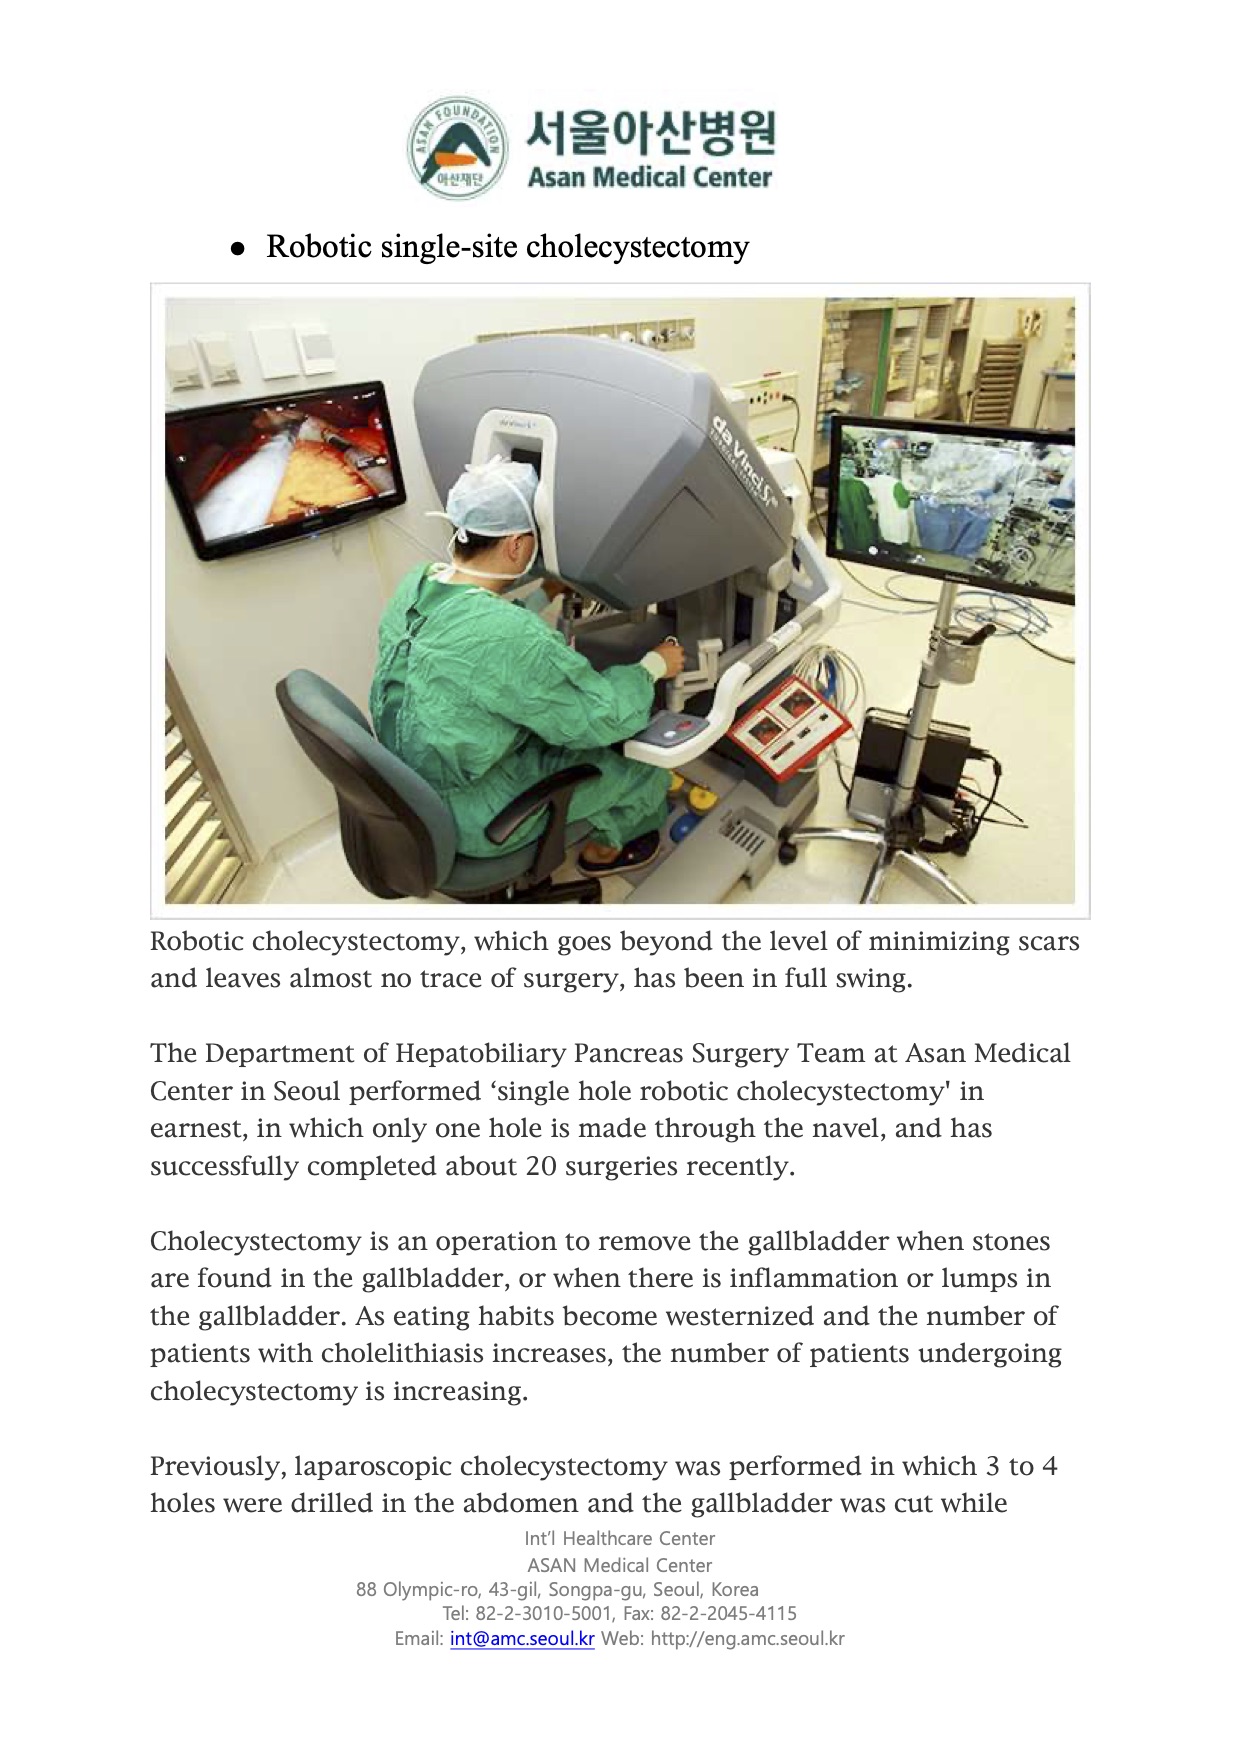 ASAN FOUNDATION
아산재단
서울아산병원
Asan Medical Center
● Robotic single-site cholecystectomy
da Vinci S
Robotic cholecystectomy, which goes beyond the level of minimizing scars
and leaves almost no trace of surgery, has been in full swing.
The Department of Hepatobiliary Pancreas Surgery Team at Asan Medical
Center in Seoul performed ‘single hole robotic cholecystectomy' in
earnest, in which only one hole is made through the navel, and has
successfully completed about 20 surgeries recently.
Cholecystectomy is an operation to remove the gallbladder when stones
are found in the gallbladder, or when there is inflammation or lumps in
the gallbladder. As eating habits become westernized and the number of
patients with cholelithiasis increases, the number of patients undergoing
cholecystectomy is increasing.
Previously, laparoscopic cholecystectomy was performed in which 3 to 4
holes were drilled in the abdomen and the gallbladder was cut while
Int’l Healthcare Center
ASAN Medical Center
88 Olympic-ro, 43-gil, Songpa-gu, Seoul, Korea
Tel: 82-2-3010-5001, Fax: 82-2-2045-4115
Email: int@amc.seoul.kr Web: http://eng.amc.seoul.kr